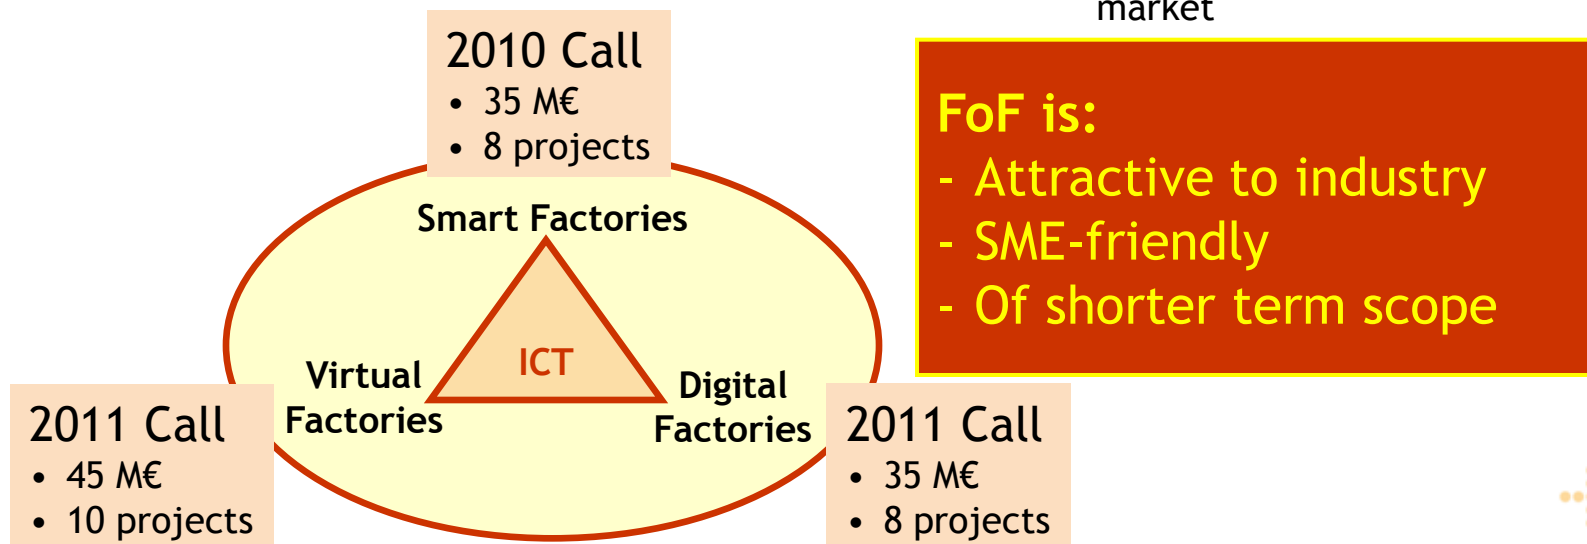 market
2010 Call
• 35 M€
• 8 projects
FoF is:
- Attractive to industry
- SME-friendly
- Of shorter term scope
Smart Factories
ICT
Virtual
Factories
Digital
Factories
2011 Call
• 45 M€
• 10 projects
2011 Call
• 35 M€
• 8 projects